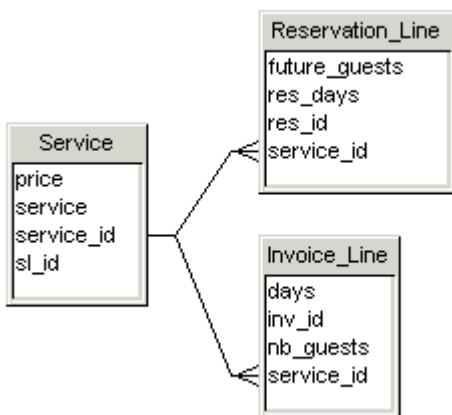 Reservation_Line
future_guests
res_days
res_id
service_id
Service
price
service
service_id
sl_id
Invoice_Line
days
inv_id
nb_guests
service_id